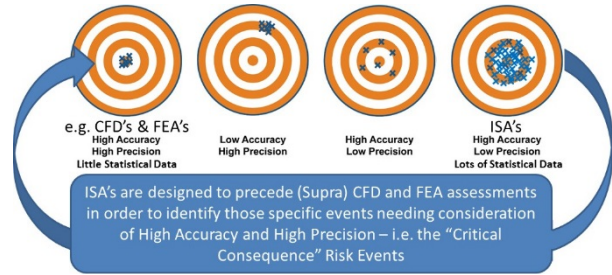 e.g. CFD's & FEA's
High Accuracy
High Precision
Little Statistical Data
Low Accuracy
High Precision
High Accuracy
Low Precision
ISA's
High Accuracy
Low Precision
Lots of Statistical Data
ISA's are designed to precede (Supra) CFD and FEA assessments
in order to identify those specific events needing consideration
of High Accuracy and High Precision – i.e. the “Critical
Consequence” Risk Events